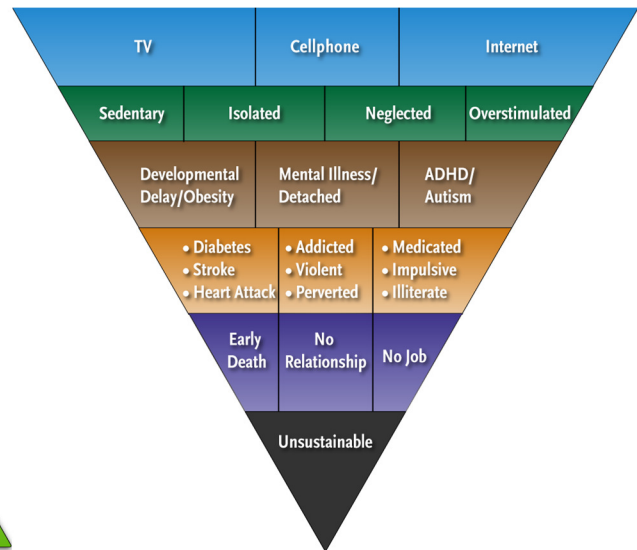 TV
Cellphone
Internet
Sedentary
Isolated
Neglected
Overstimulated
Developmental
Delay/Obesity
Mental Illness/
Detached
ADHD/
Autism
• Diabetes
• Stroke
• Heart Attack
• Addicted
• Violent
• Perverted
• Medicated
• Impulsive
• Illiterate
Early
Death
No
Relationship
No Job
Unsustainable